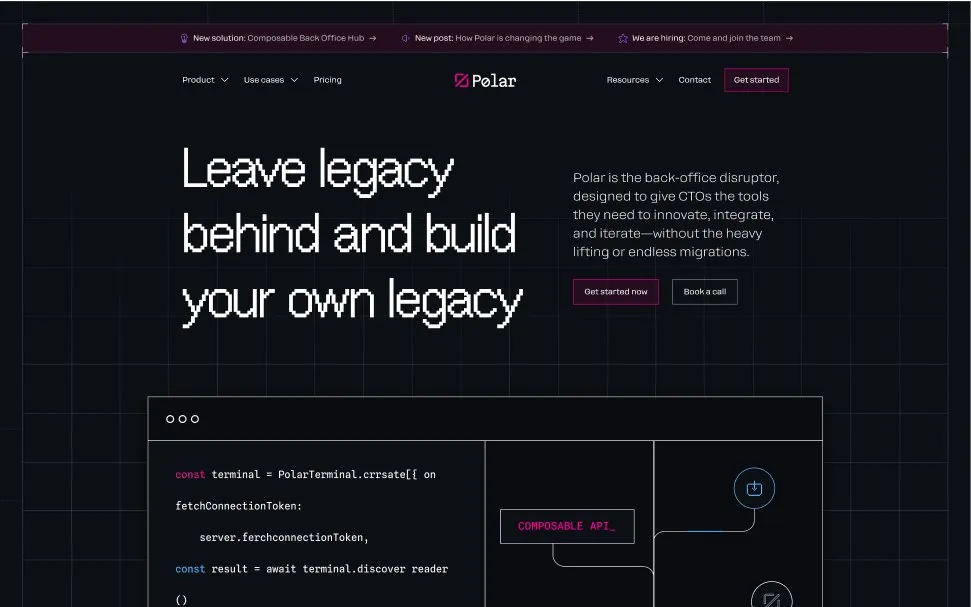 New solution: Composable Back Office Hub →
New post: How Polar is changing the game →
We are hiring: Come and join the team →
Product
Use cases
Pricing
Pølar
Resources
Contact
Get started
Leave legacy
behind and build
your own legacy
Polar is the back-office disruptor,
designed to give CTOs the tools
they need to innovate, integrate,
and iterate—without the heavy
lifting or endless migrations.
Get started now
Book a call
const terminal = PolarTerminal.crrsate[{ on
fetchConnectionToken:
server.ferchconnectionToken,
const result = await terminal.discover reader
()
COMPOSABLE API_